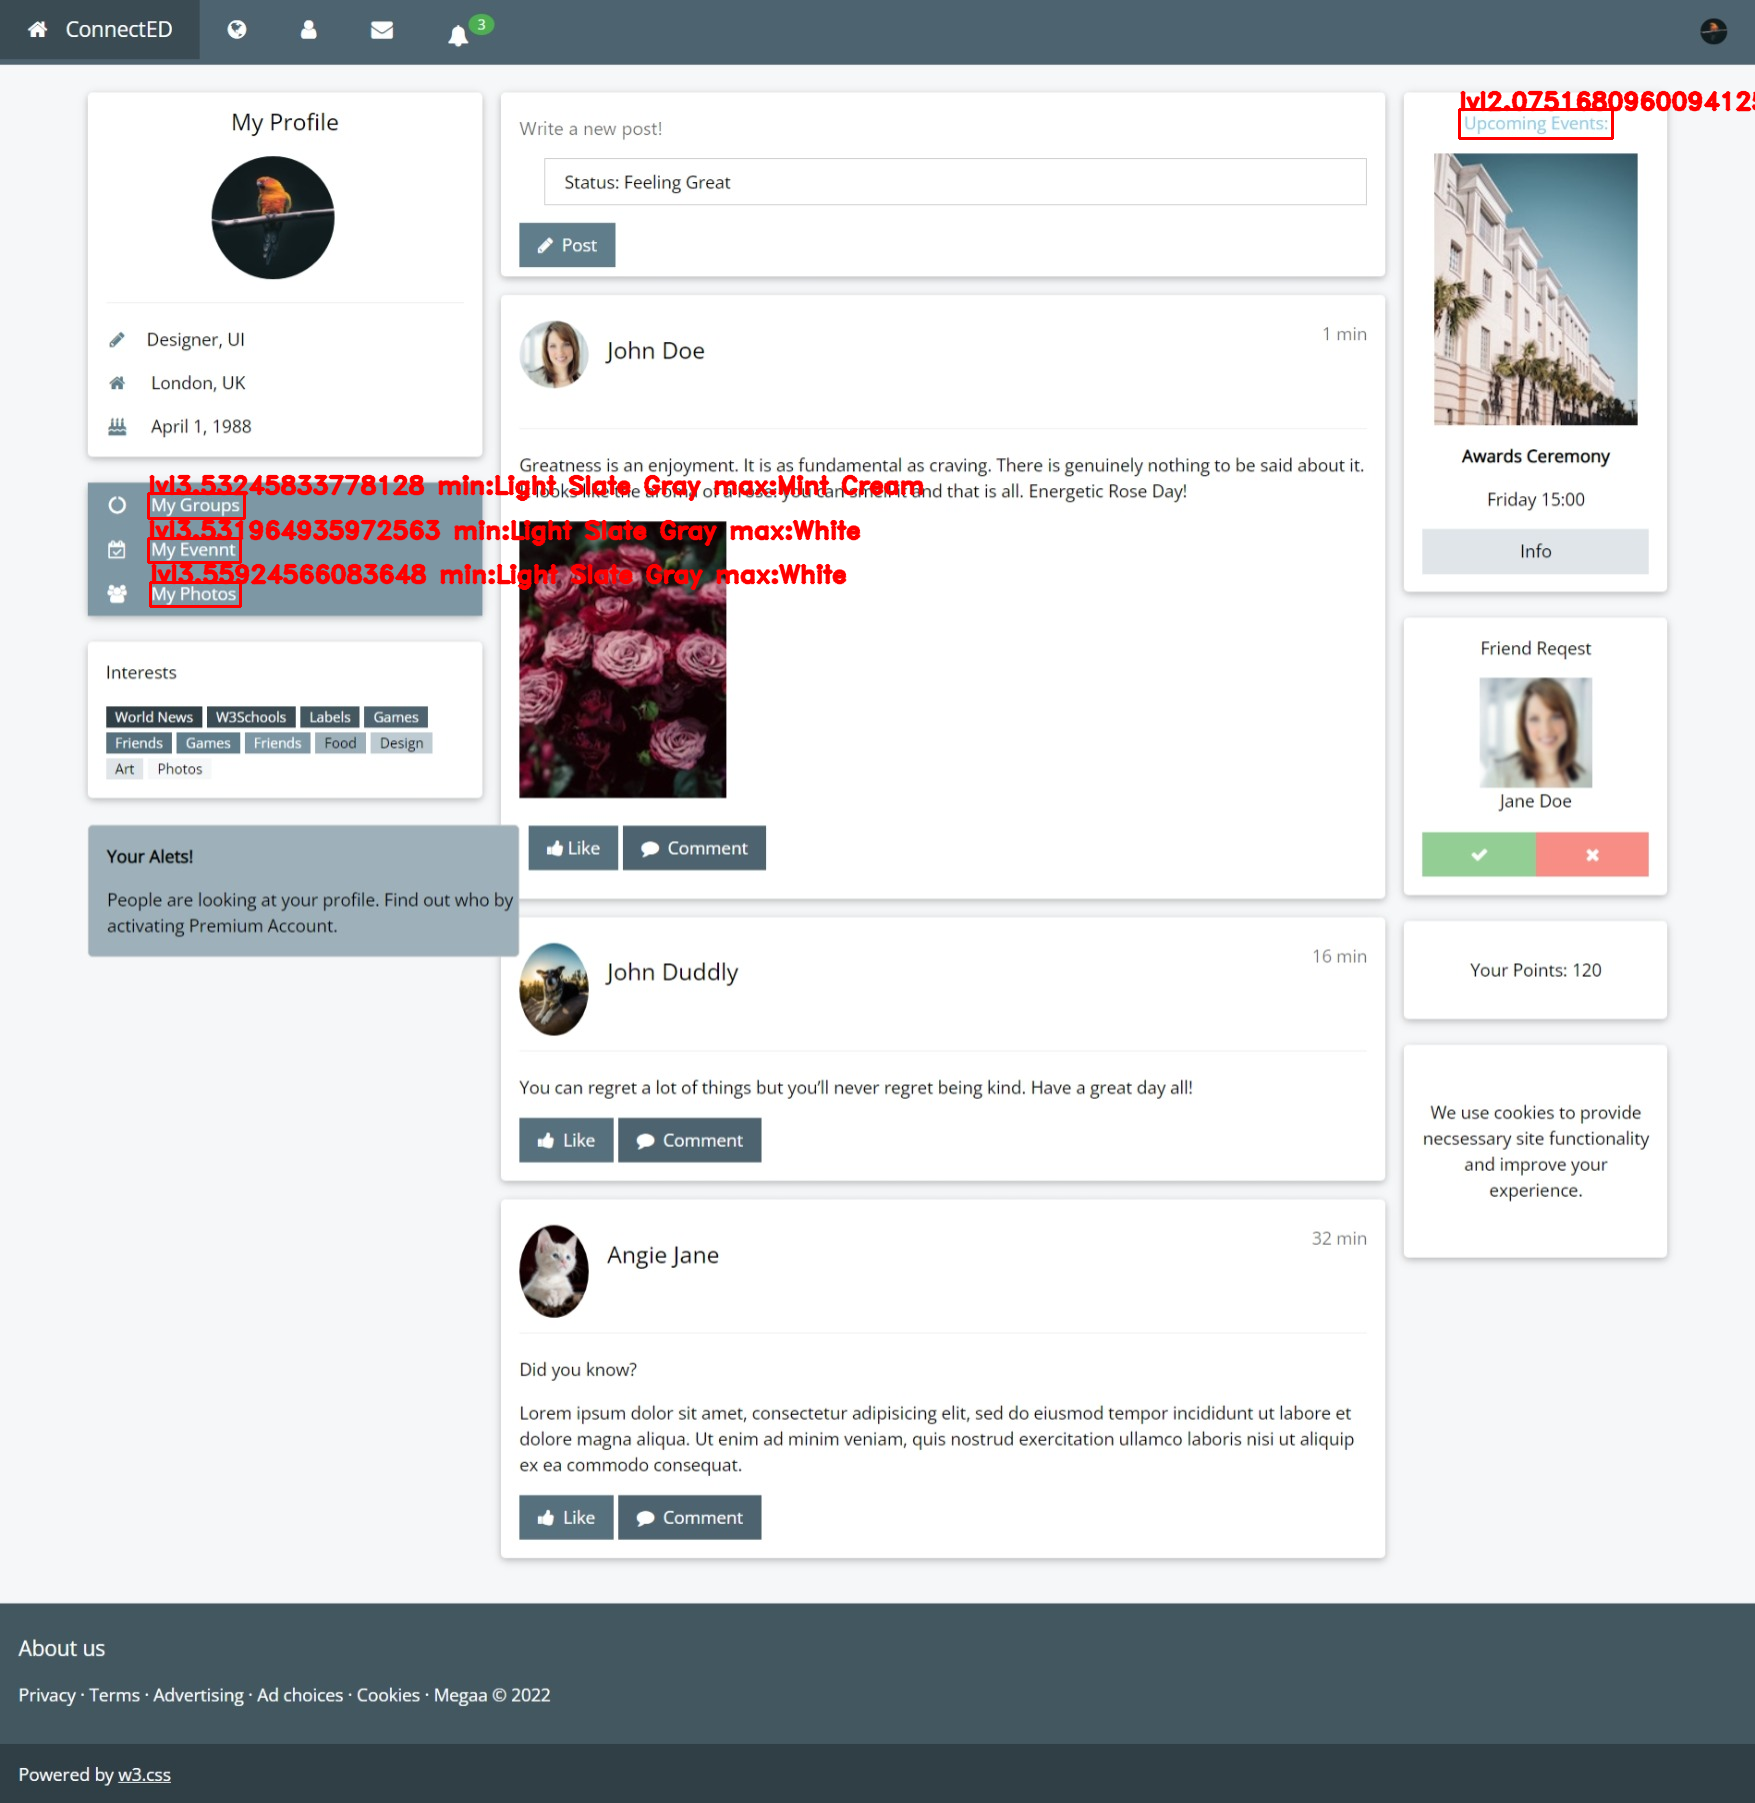 ConnectED
3
My Profile
Designer, UI
London, UK
April 1, 1988
lvl3.53245833778128 min:Light Slate Gray max:Mint Cream
My Groups
lvl3.531964935972563 min:Light Slate Gray max:White
My Evennt
lvl3.55924566083648 min:Light Slate Gray max:White
My Photos
Interests
World News W3Schools Labels Games
Friends Games Friends Food Design
Art Photos
Your Alets!
People are looking at your profile. Find out who by
activating Premium Account.
Write a new post!
Status: Feeling Great
Post
John Doe
1 min
Greatness is an enjoyment. It is as fundamental as craving. There is genuinely nothing to be said about it.
looks like the aroma of a rose: you can smell it and that is all. Energetic Rose Day!
Like Comment
John Duddly
16 min
You can regret a lot of things but you’ll never regret being kind. Have a great day all!
Like Comment
Angie Jane
32 min
Did you know?
Lorem ipsum dolor sit amet, consectetur adipisicing elit, sed do eiusmod tempor incididunt ut labore et
dolore magna aliqua. Ut enim ad minim veniam, quis nostrud exercitation ullamco laboris nisi ut aliquip
ex ea commodo consequat.
Like Comment
lvl2.0751680960094125
Upcoming Events:
Awards Ceremony
Friday 15:00
Info
Friend Reqest
Jane Doe
Your Points: 120
We use cookies to provide
necsessary site functionality
and improve your
experience.
About us
Privacy · Terms · Advertising · Ad choices · Cookies · Megaa © 2022
Powered by w3.css